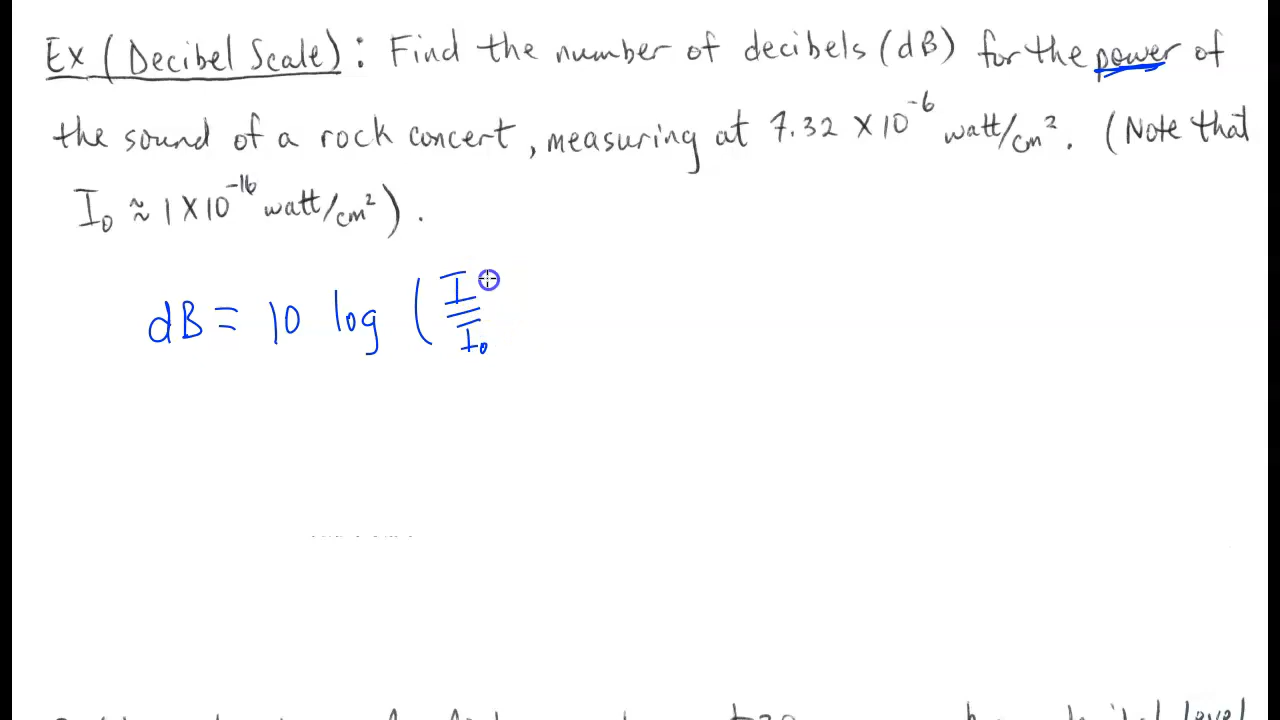 Ex (Decibel Scale): Find the number of decibels (dB) for the power of
the sound of a rock concert, measuring at 7.32 × 10⁻⁶ watt/cm². (Note that
I₀ ≈ 1 × 10⁻¹⁶ watt/cm²).
dB = 10 log ( I / I₀
level